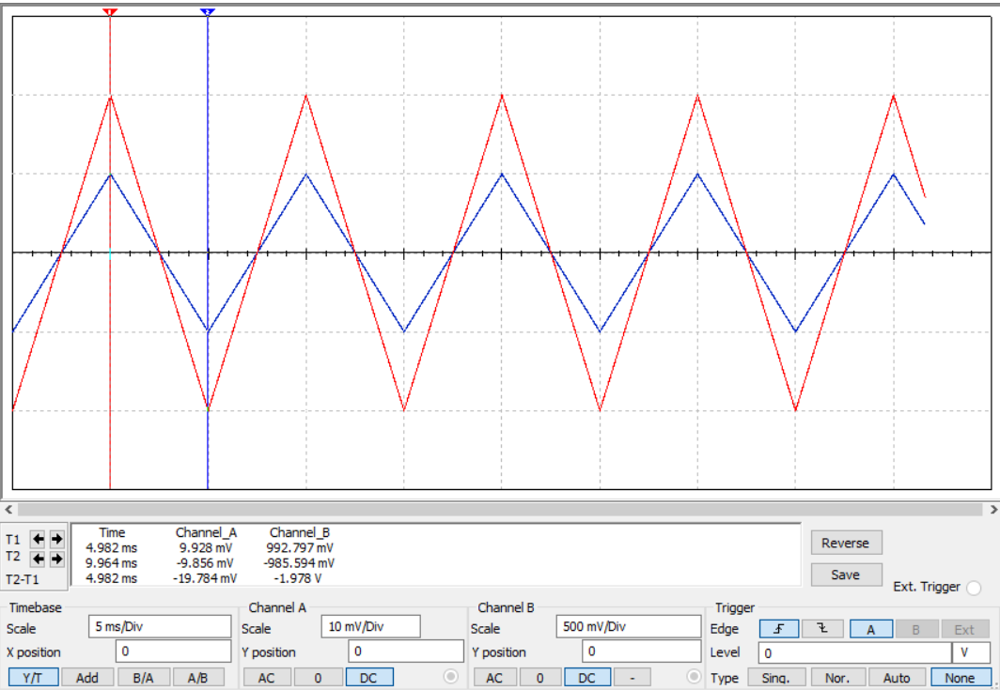 1 2
Time Channel_A Channel_B
T1 4.982 ms 9.928 mV 992.797 mV
T2 9.964 ms -9.856 mV -985.594 mV
T2-T1 4.982 ms -19.784 mV -1.978 V
Reverse
Save
Ext. Trigger
Timebase Channel A Channel B Trigger
Scale 5 ms/Div Scale 10 mV/Div Scale 500 mV/Div Edge A B Ext
X position 0 Y position 0 Y position 0 Level 0 V
Y/T Add B/A A/B AC 0 DC AC 0 DC - Type Sing. Nor. Auto None